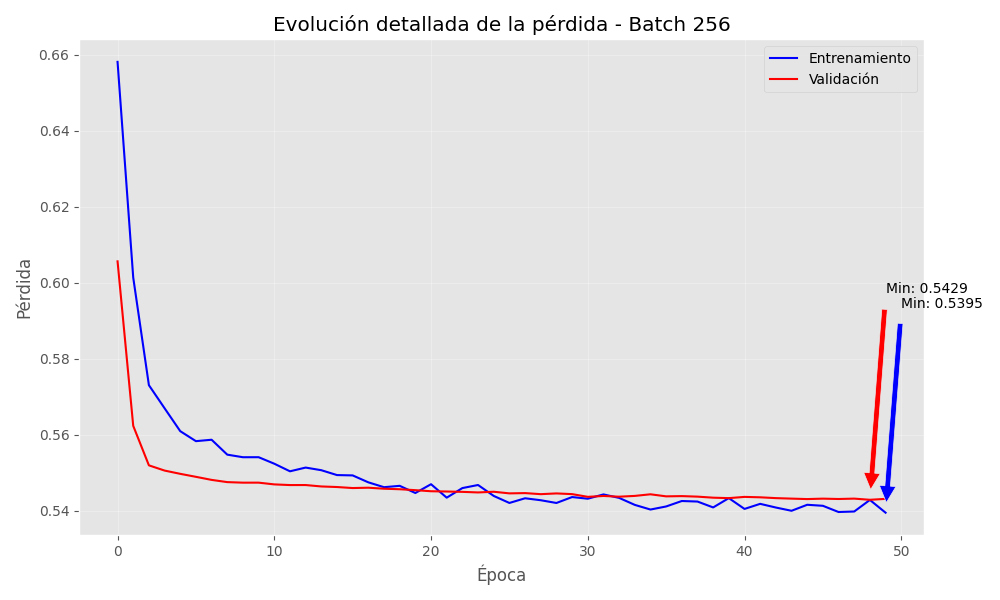 Evolución detallada de la pérdida - Batch 256
Entrenamiento
Validación
Pérdida
0.66
0.64
0.62
0.60
0.58
0.56
0.54
Min: 0.5429
Min: 0.5395
0
10
20
30
40
50
Época